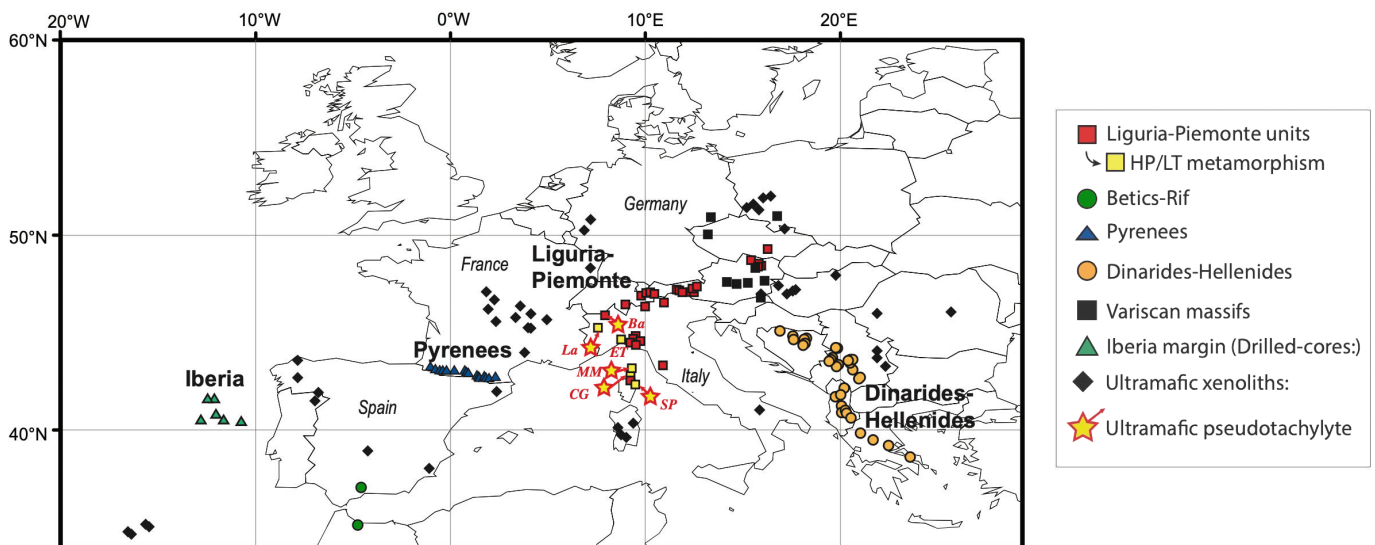 20°W 10°W 0°W 10°E 20°E
60°N
Germany
50°N
Liguria-
Piemonte
France
Ba
La
ET
Pyrenees
MM
Italy
Iberia
CG
SP
Spain
Dinarides-
Hellenides
40°N
Liguria-Piemonte units
HP/LT metamorphism
Betics-Rif
Pyrenees
Dinarides-Hellenides
Variscan massifs
Iberia margin (Drilled-cores:)
Ultramafic xenoliths:
Ultramafic pseudotachylyte